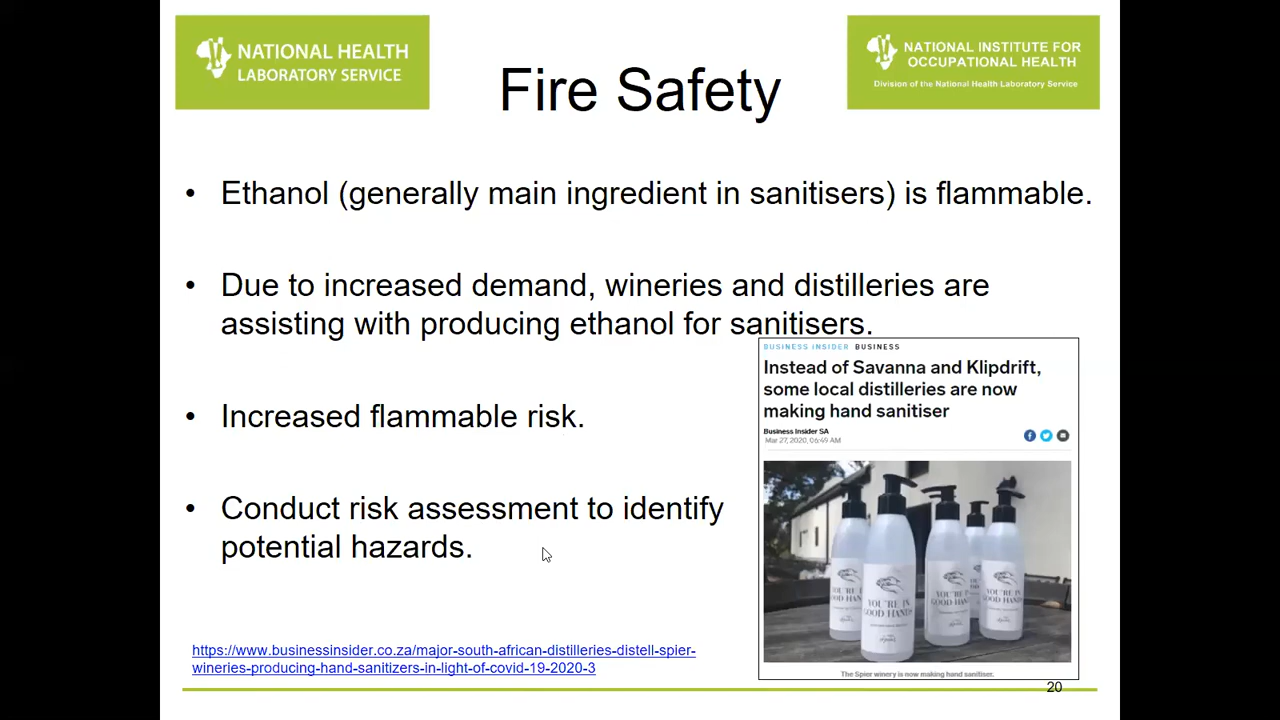 NATIONAL HEALTH
LABORATORY SERVICE
Fire Safety
NATIONAL INSTITUTE FOR
OCCUPATIONAL HEALTH
Division of the National Health Laboratory Service
• Ethanol (generally main ingredient in sanitisers) is flammable.
• Due to increased demand, wineries and distilleries are
assisting with producing ethanol for sanitisers.
• Increased flammable risk.
• Conduct risk assessment to identify
potential hazards.
BUSINESS INSIDER BUSINESS
Instead of Savanna and Klipdrift,
some local distilleries are now
making hand sanitiser
Business Insider SA
Mar 27, 2020, 06:49 AM
YOU'RE IN
GOOD HANDS
The Spier winery is now making hand sanitiser.
https://www.businessinsider.co.za/major-south-african-distilleries-distell-spier-
wineries-producing-hand-sanitizers-in-light-of-covid-19-2020-3
20